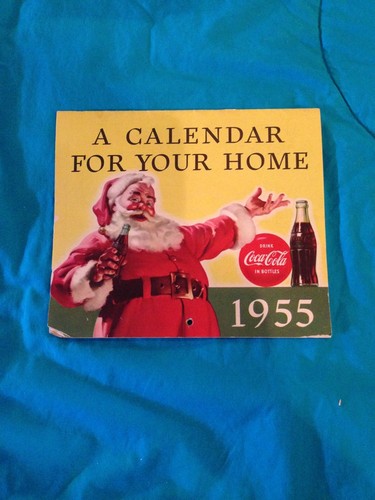 A CALENDAR
FOR YOUR HOME
DRINK
Coca-Cola
IN BOTTLES
1955